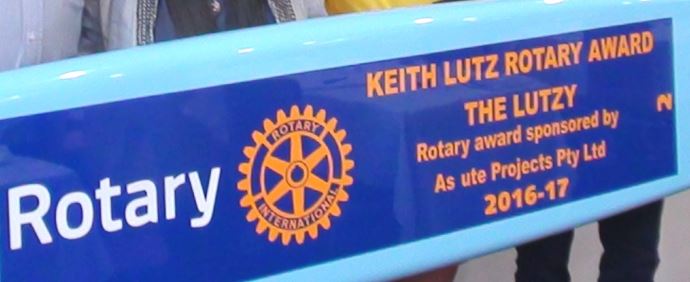 Rotary
ROTARY
INTERNATIONAL
KEITH LUTZ ROTARY AWARD
THE LUTZY
Rotary award sponsored by
As ute Projects Pty Ltd
2016-17
2